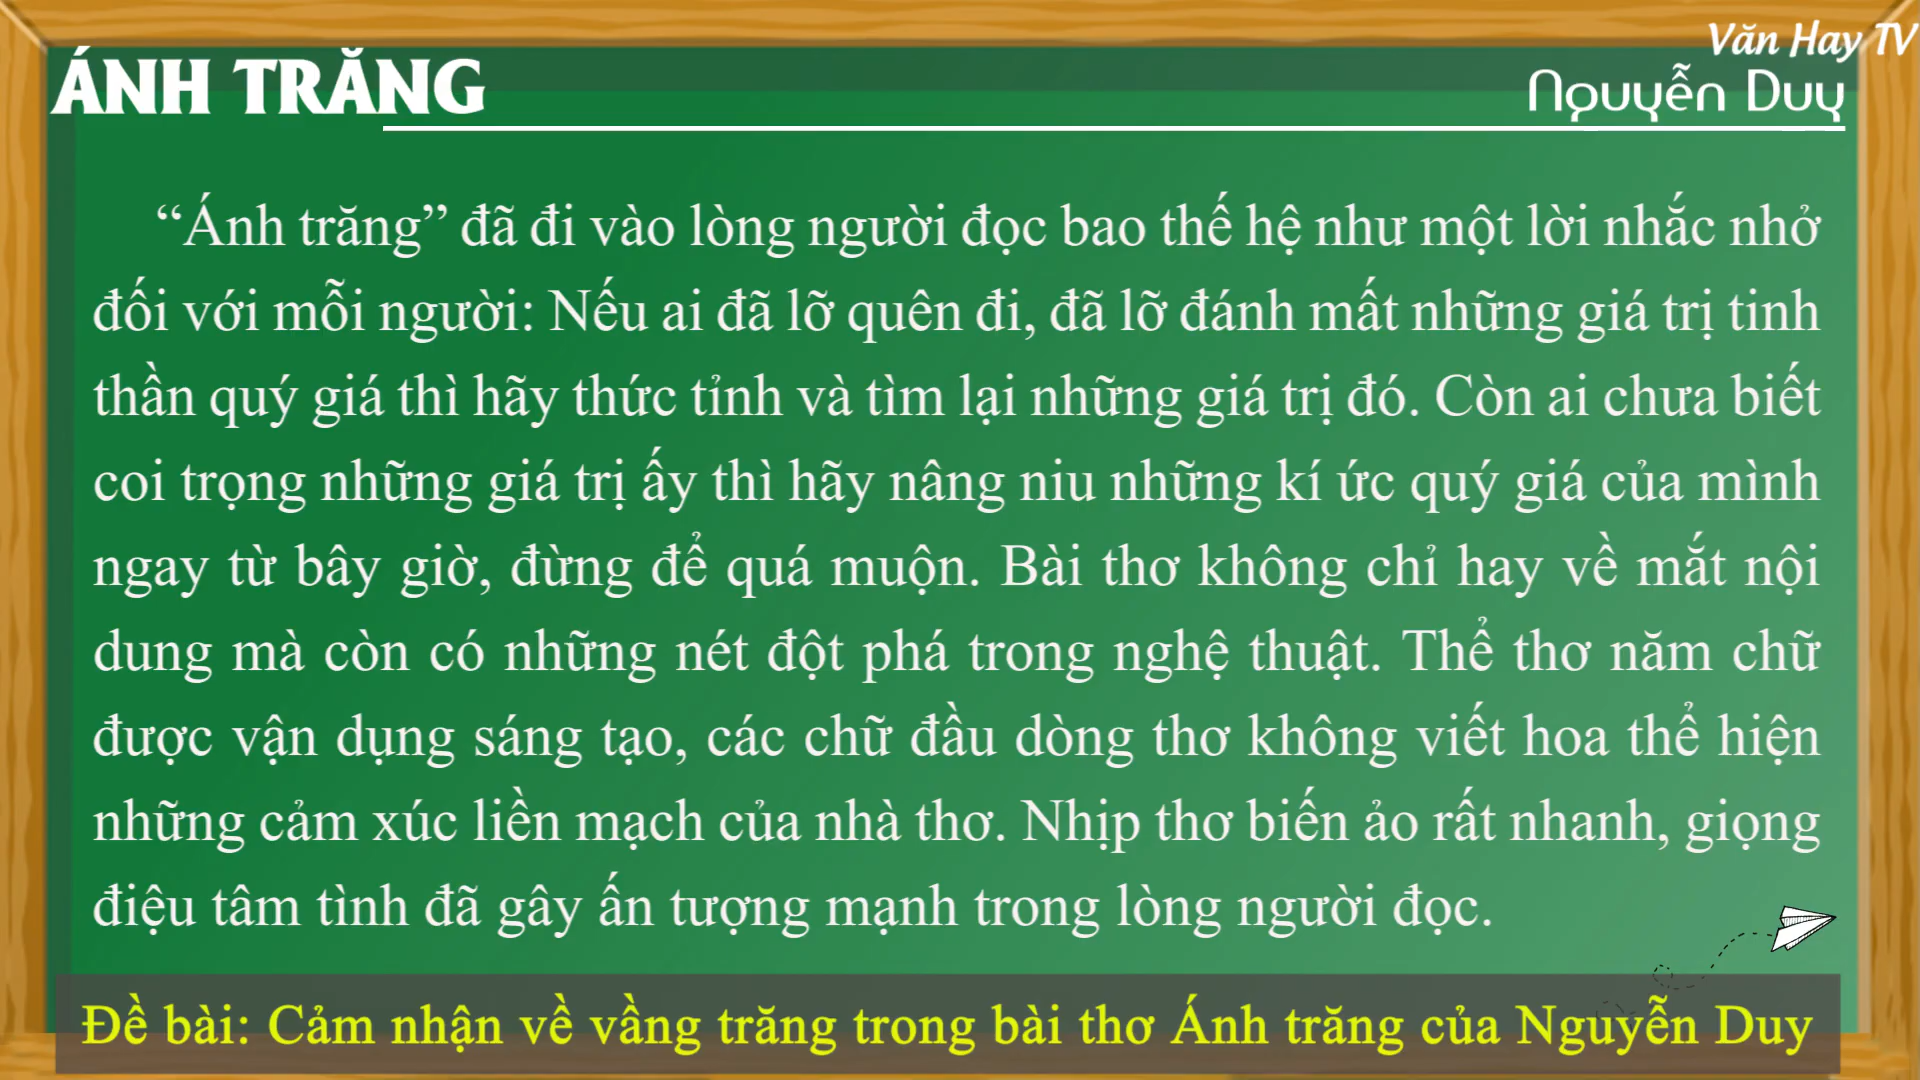 Văn Hay TV
ÁNH TRĂNG
Nguyễn Duy
“Ánh trăng” đã đi vào lòng người đọc bao thế hệ như một lời nhắc nhở
đối với mỗi người: Nếu ai đã lỡ quên đi, đã lỡ đánh mất những giá trị tinh
thần quý giá thì hãy thức tỉnh và tìm lại những giá trị đó. Còn ai chưa biết
coi trọng những giá trị ấy thì hãy nâng niu những kí ức quý giá của mình
ngay từ bây giờ, đừng để quá muộn. Bài thơ không chỉ hay về mắt nội
dung mà còn có những nét đột phá trong nghệ thuật. Thể thơ năm chữ
được vận dụng sáng tạo, các chữ đầu dòng thơ không viết hoa thể hiện
những cảm xúc liền mạch của nhà thơ. Nhịp thơ biến ảo rất nhanh, giọng
điệu tâm tình đã gây ấn tượng mạnh trong lòng người đọc.
Đề bài: Cảm nhận về vầng trăng trong bài thơ Ánh trăng của Nguyễn Duy